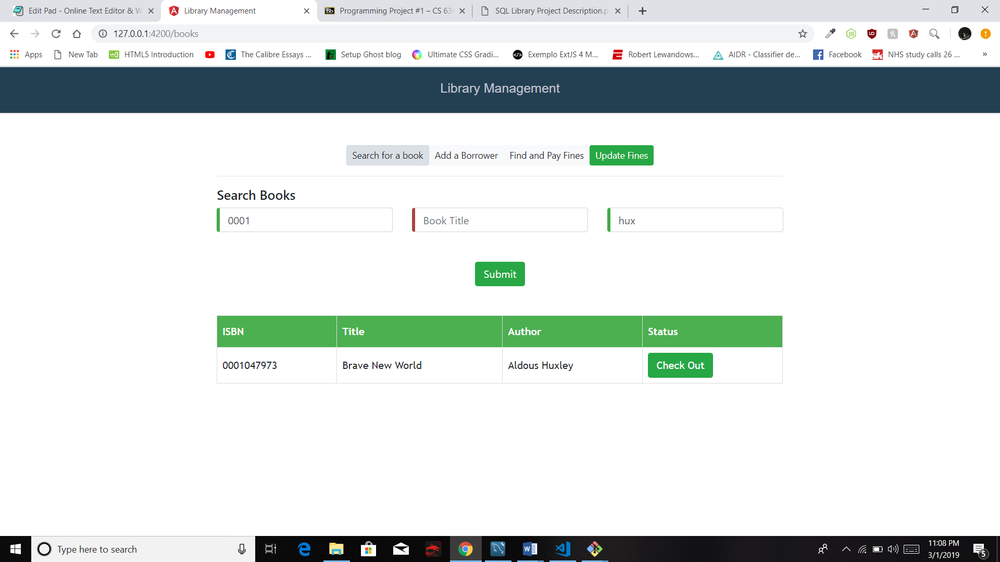 Edit Pad - Online Text Editor & W
Library Management
Programming Project #1 – CS 636
SQL Library Project Description.p
127.0.0.1:4200/books
Apps
New Tab
HTML5 Introduction
The Calibre Essays ...
Setup Ghost blog
Ultimate CSS Gradi...
Exemplo ExtJS 4 M...
Robert Lewandows...
AIDR - Classifier de...
Facebook
NHS study calls 26 ...
»
Library Management
Search for a book
Add a Borrower
Find and Pay Fines
Update Fines
Search Books
0001
Book Title
hux
Submit
ISBN
Title
Author
Status
0001047973
Brave New World
Aldous Huxley
Check Out
Type here to search
11:08 PM
3/1/2019
5